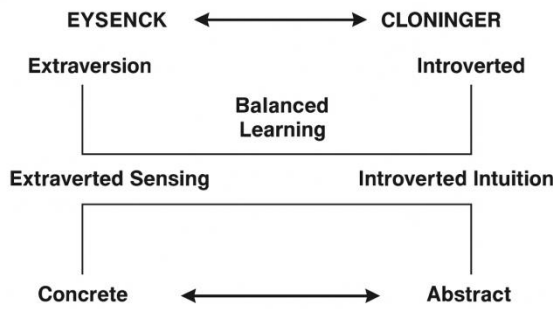 EYSENCK CLONINGER
Extraversion Introverted
Balanced
Learning
Extraverted Sensing Introverted Intuition
Concrete Abstract